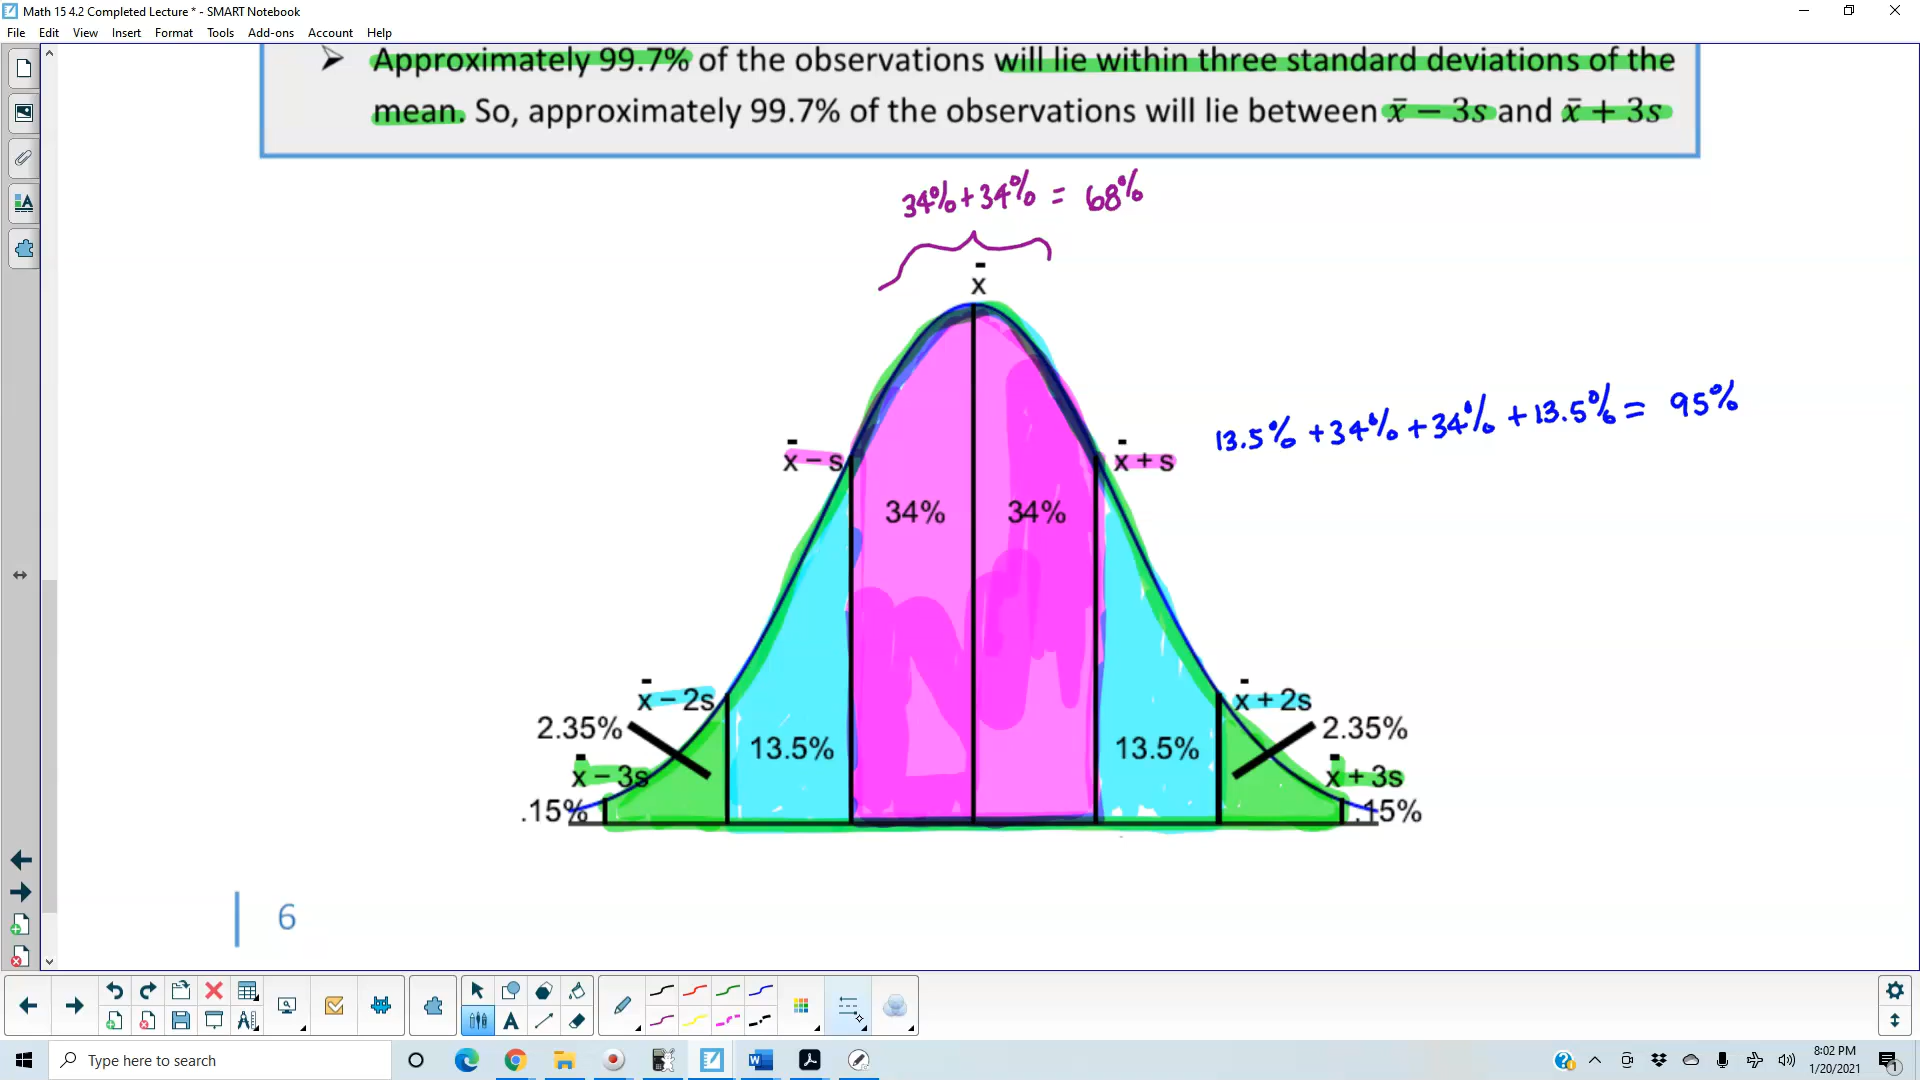 Math 15 4.2 Completed Lecture * - SMART Notebook
File Edit View Insert Format Tools Add-ons Account Help
➤ Approximately 99.7% of the observations will lie within three standard deviations of the
mean. So, approximately 99.7% of the observations will lie between x̄ − 3s and x̄ + 3s
34% + 34% = 68%
x̄
13.5% + 34% + 34% + 13.5% = 95%
x̄ − s x̄ + s
34% 34%
x̄ − 2s x̄ + 2s
2.35% 2.35%
13.5% 13.5%
x̄ − 3s x̄ + 3s
.15% .15%
6
Type here to search
8:02 PM
1/20/2021
1